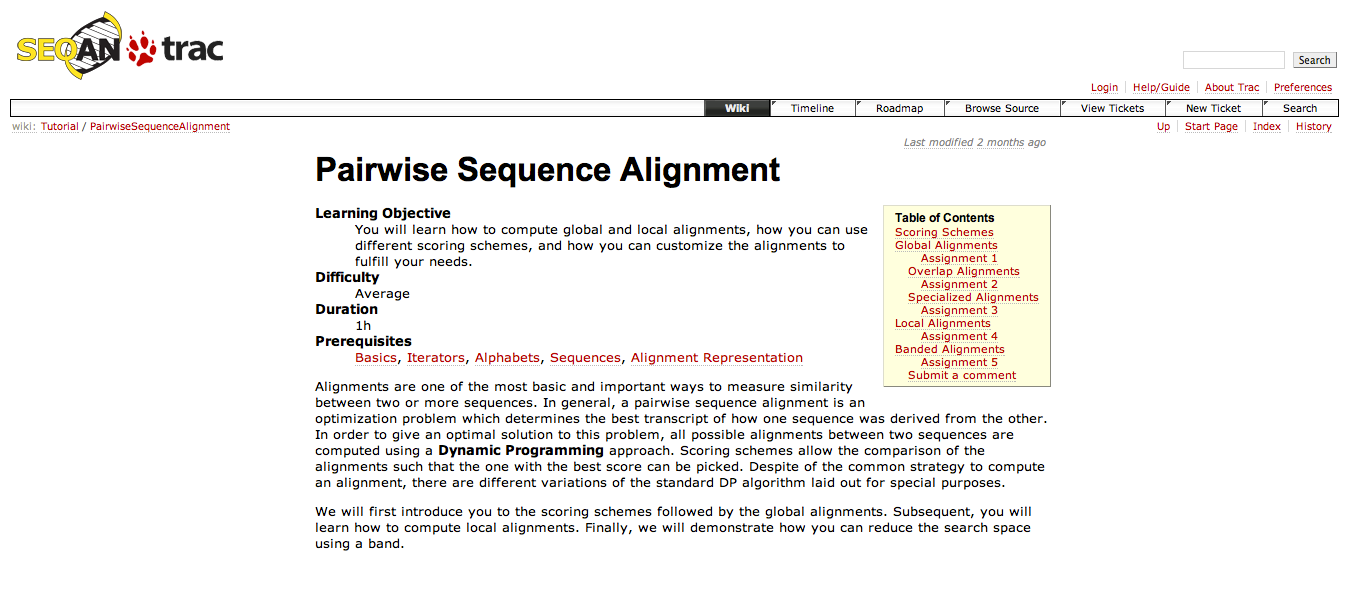 SEQAN trac
Search
Login Help/Guide About Trac Preferences
Wiki Timeline Roadmap Browse Source View Tickets New Ticket Search
wiki: Tutorial / PairwiseSequenceAlignment
Up Start Page Index History
Last modified 2 months ago
Pairwise Sequence Alignment
Learning Objective
You will learn how to compute global and local alignments, how you can use
different scoring schemes, and how you can customize the alignments to
fulfill your needs.
Difficulty
Average
Duration
1h
Prerequisites
Basics, Iterators, Alphabets, Sequences, Alignment Representation
Table of Contents
Scoring Schemes
Global Alignments
Assignment 1
Overlap Alignments
Assignment 2
Specialized Alignments
Assignment 3
Local Alignments
Assignment 4
Banded Alignments
Assignment 5
Submit a comment
Alignments are one of the most basic and important ways to measure similarity
between two or more sequences. In general, a pairwise sequence alignment is an
optimization problem which determines the best transcript of how one sequence was derived from the other.
In order to give an optimal solution to this problem, all possible alignments between two sequences are
computed using a Dynamic Programming approach. Scoring schemes allow the comparison of the
alignments such that the one with the best score can be picked. Despite of the common strategy to compute
an alignment, there are different variations of the standard DP algorithm laid out for special purposes.
We will first introduce you to the scoring schemes followed by the global alignments. Subsequent, you will
learn how to compute local alignments. Finally, we will demonstrate how you can reduce the search space
using a band.